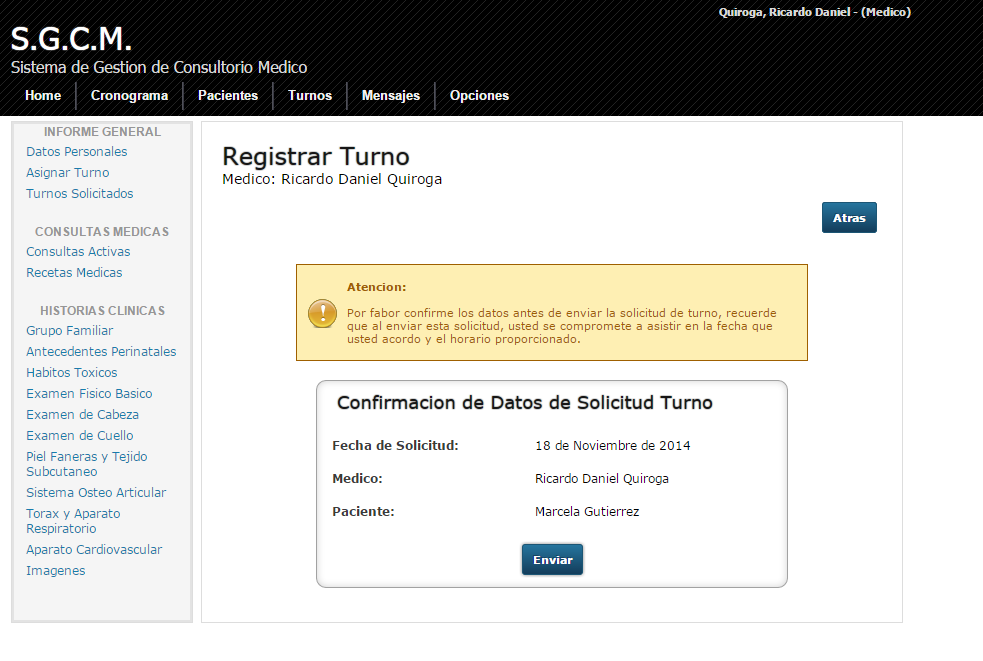 Quiroga, Ricardo Daniel - (Medico)
S.G.C.M.
Sistema de Gestion de Consultorio Medico
Home Cronograma Pacientes Turnos Mensajes Opciones
INFORME GENERAL
Datos Personales
Asignar Turno
Turnos Solicitados
CONSULTAS MEDICAS
Consultas Activas
Recetas Medicas
HISTORIAS CLINICAS
Grupo Familiar
Antecedentes Perinatales
Habitos Toxicos
Examen Fisico Basico
Examen de Cabeza
Examen de Cuello
Piel Faneras y Tejido
Subcutaneo
Sistema Osteo Articular
Torax y Aparato
Respiratorio
Aparato Cardiovascular
Imagenes
Registrar Turno
Medico: Ricardo Daniel Quiroga
Atras
Atencion:
Por fabor confirme los datos antes de enviar la solicitud de turno, recuerde
que al enviar esta solicitud, usted se compromete a asistir en la fecha que
usted acordo y el horario proporcionado.
Confirmacion de Datos de Solicitud Turno
Fecha de Solicitud: 18 de Noviembre de 2014
Medico: Ricardo Daniel Quiroga
Paciente: Marcela Gutierrez
Enviar